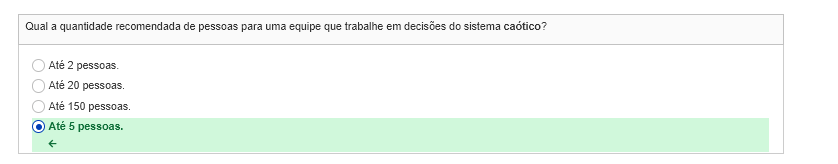 Qual a quantidade recomendada de pessoas para uma equipe que trabalhe em decisões do sistema caótico?
Até 2 pessoas.
Até 20 pessoas.
Até 150 pessoas.
Até 5 pessoas.
←